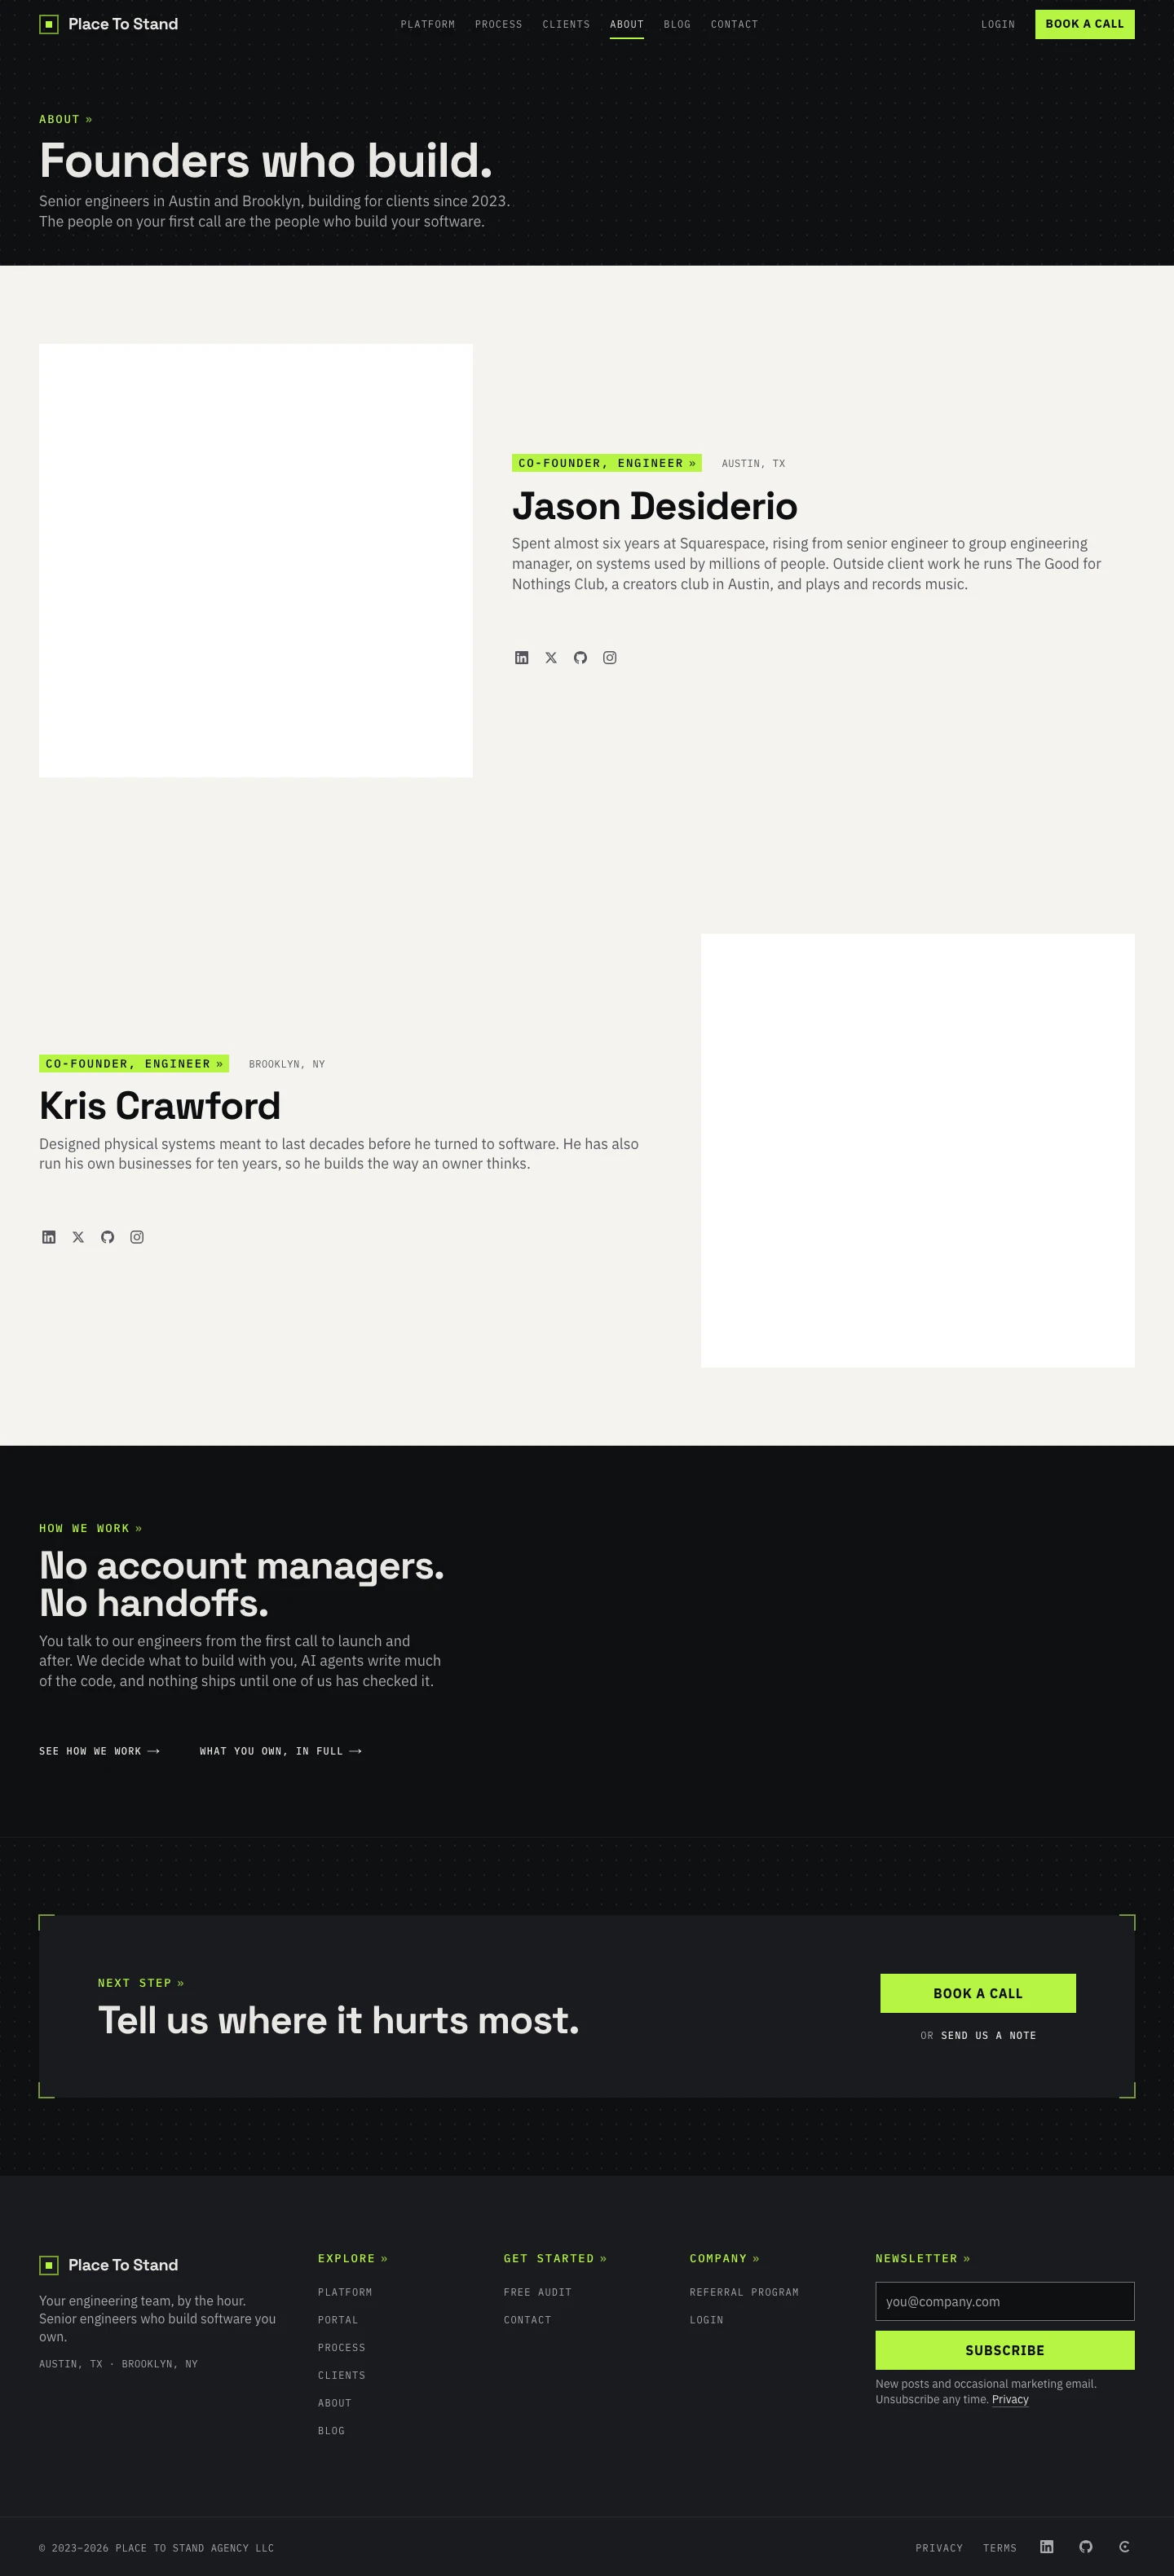 Place To Stand
PLATFORM PROCESS CLIENTS ABOUT BLOG CONTACT
LOGIN BOOK A CALL
ABOUT »
Founders who build.
Senior engineers in Austin and Brooklyn, building for clients since 2023.
The people on your first call are the people who build your software.
CO-FOUNDER, ENGINEER » AUSTIN, TX
Jason Desiderio
Spent almost six years at Squarespace, rising from senior engineer to group engineering
manager, on systems used by millions of people. Outside client work he runs The Good for
Nothings Club, a creators club in Austin, and plays and records music.
CO-FOUNDER, ENGINEER » BROOKLYN, NY
Kris Crawford
Designed physical systems meant to last decades before he turned to software. He has also
run his own businesses for ten years, so he builds the way an owner thinks.
HOW WE WORK »
No account managers.
No handoffs.
You talk to our engineers from the first call to launch and
after. We decide what to build with you, AI agents write much
of the code, and nothing ships until one of us has checked it.
SEE HOW WE WORK → WHAT YOU OWN, IN FULL →
NEXT STEP »
Tell us where it hurts most.
BOOK A CALL
OR SEND US A NOTE
Place To Stand
Your engineering team, by the hour.
Senior engineers who build software you
own.
AUSTIN, TX · BROOKLYN, NY
EXPLORE »
PLATFORM
PORTAL
PROCESS
CLIENTS
ABOUT
BLOG
GET STARTED »
FREE AUDIT
CONTACT
COMPANY »
REFERRAL PROGRAM
LOGIN
NEWSLETTER »
you@company.com
SUBSCRIBE
New posts and occasional marketing email.
Unsubscribe any time. Privacy
© 2023–2026 PLACE TO STAND AGENCY LLC
PRIVACY TERMS